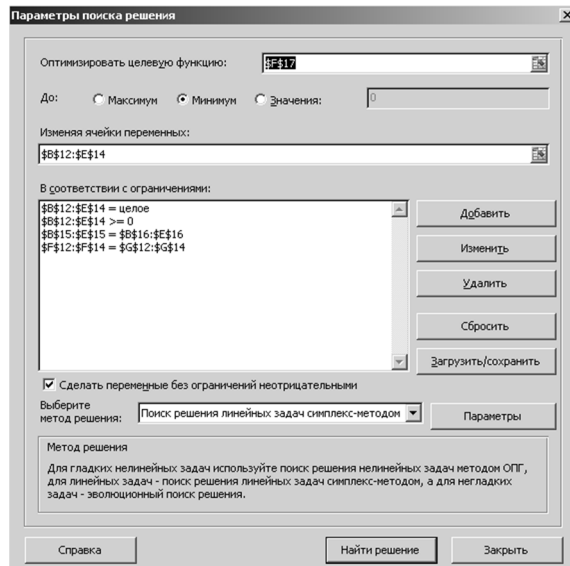 Параметры поиска решения
Оптимизировать целевую функцию: $F$17
До: Максимум Минимум Значения: 0
Изменяя ячейки переменных:
$B$12:$E$14
В соответствии с ограничениями:
$B$12:$E$14 = целое
$B$12:$E$14 >= 0
$B$15:$E$15 = $B$16:$E$16
$F$12:$F$14 = $G$12:$G$14
Добавить
Изменить
Удалить
Сбросить
Загрузить/сохранить
Сделать переменные без ограничений неотрицательными
Выберите
метод решения: Поиск решения линейных задач симплекс-методом
Параметры
Метод решения
Для гладких нелинейных задач используйте поиск решения нелинейных задач методом ОПГ,
для линейных задач - поиск решения линейных задач симплекс-методом, а для негладких
задач - эволюционный поиск решения.
Справка Найти решение Закрыть